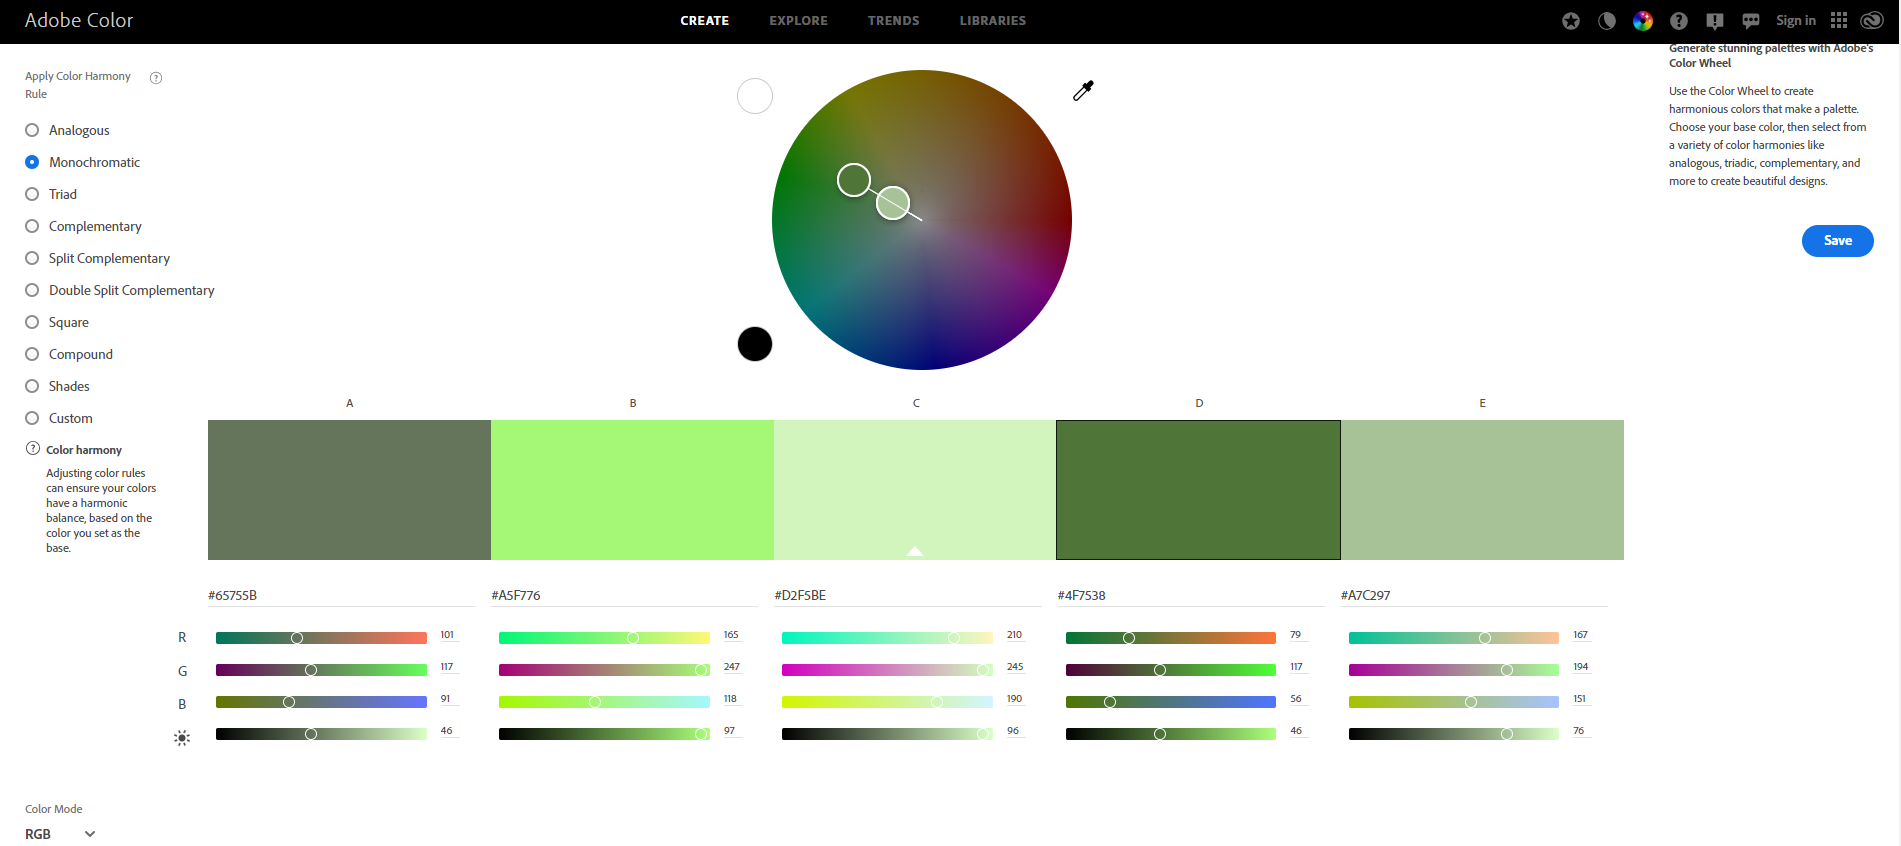 Adobe Color
CREATE
EXPLORE
TRENDS
LIBRARIES
Sign in
Apply Color Harmony
Rule
Analogous
Monochromatic
Triad
Complementary
Split Complementary
Double Split Complementary
Square
Compound
Shades
Custom
Color harmony
Adjusting color rules
can ensure your colors
have a harmonic
balance, based on the
color you set as the
base.
Generate stunning palettes with Adobe's
Color Wheel
Use the Color Wheel to create
harmonious colors that make a palette.
Choose your base color, then select from
a variety of color harmonies like
analogous, triadic, complementary, and
more to create beautiful designs.
Save
A B C D E
#65755B #A5F776 #D2F5BE #4F7538 #A7C297
R 101 165 210 79 167
G 117 247 245 117 194
B 91 118 190 56 151
46 97 96 46 76
Color Mode
RGB